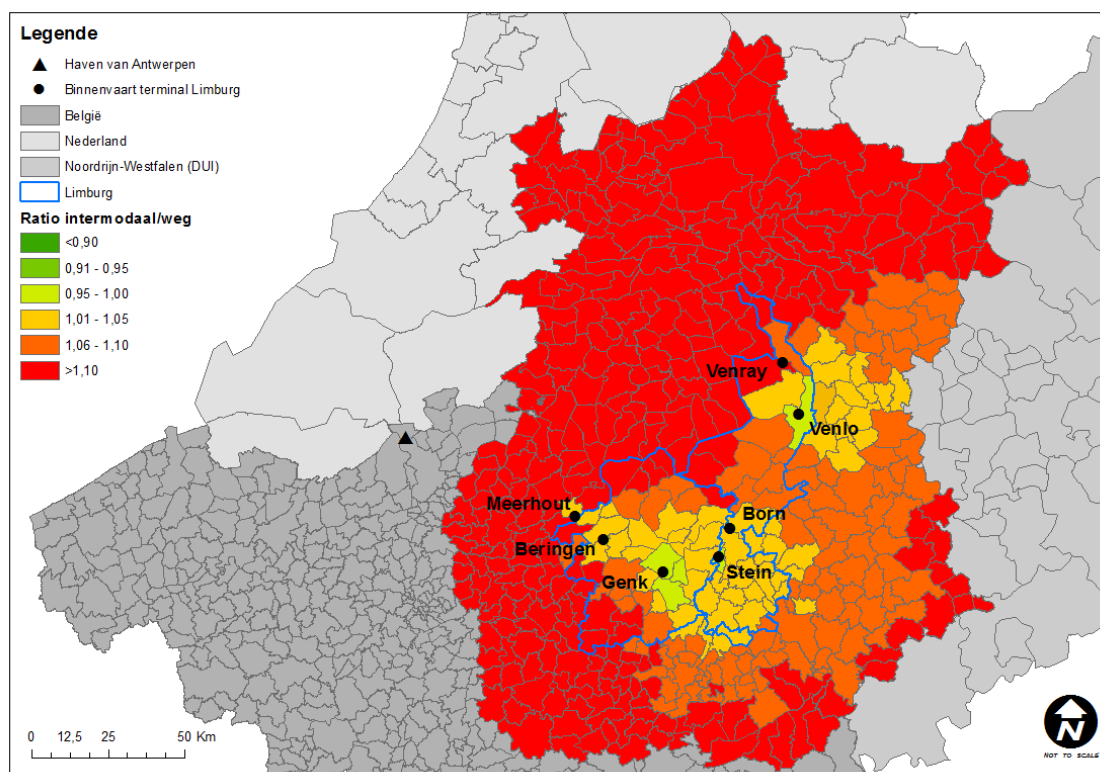 Legende
Haven van Antwerpen
Binnenvaart terminal Limburg
België
Nederland
Noordrijn-Westfalen (DUI)
Limburg
Ratio intermodaal/weg
<0,90
0,91 - 0,95
0,95 - 1,00
1,01 - 1,05
1,06 - 1,10
>1,10
Venray
Venlo
Meerhout
Born
Beringen
Stein
Genk
0 12,5 25 50 Km
N
NOT TO SCALE